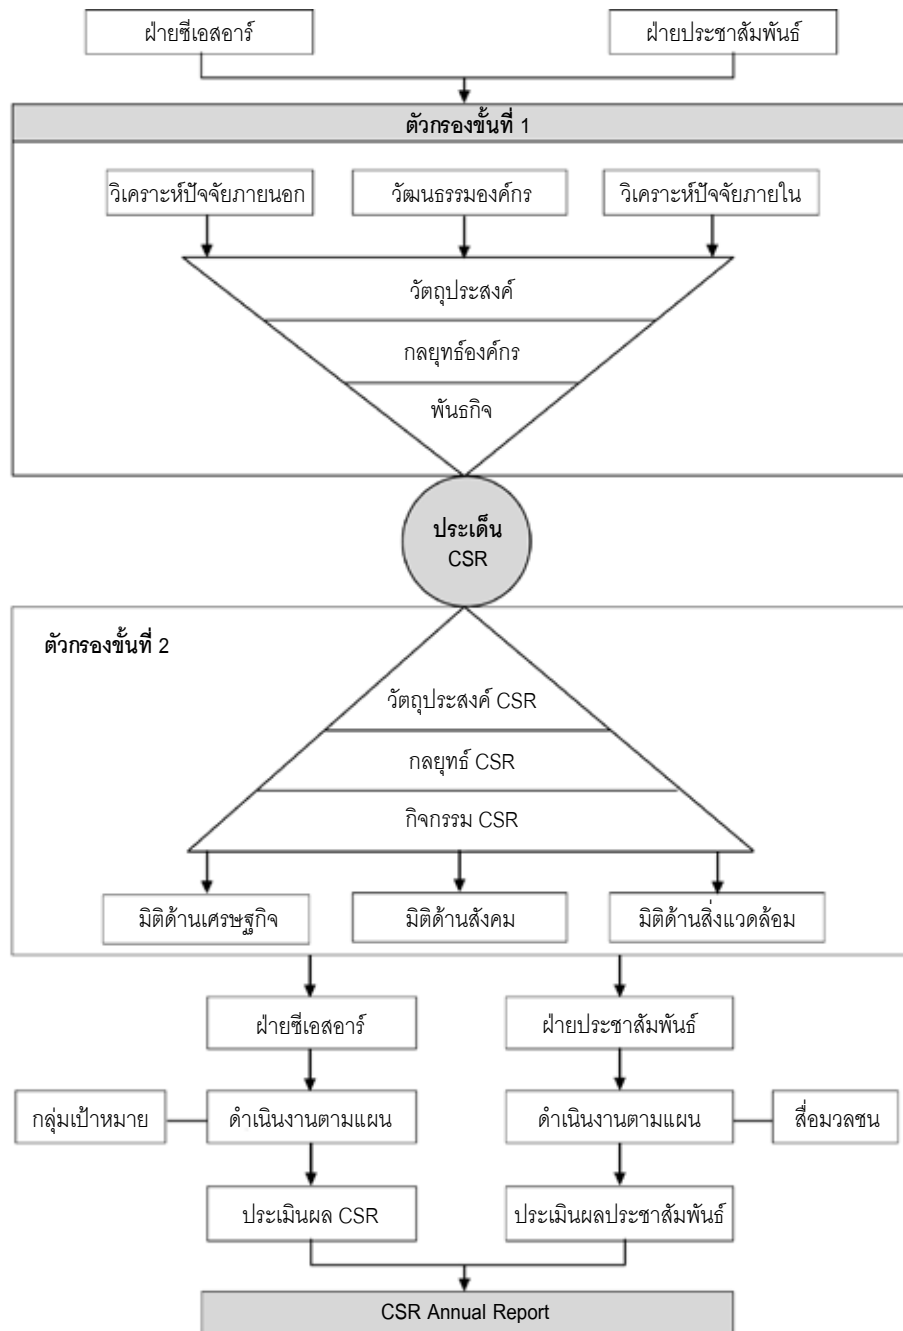 ฝ่ายซีเอสอาร์
ฝ่ายประชาสัมพันธ์
ตัวกรองขั้นที่ 1
วิเคราะห์ปัจจัยภายนอก
วัฒนธรรมองค์กร
วิเคราะห์ปัจจัยภายใน
วัตถุประสงค์
กลยุทธ์องค์กร
พันธกิจ
ประเด็น
CSR
ตัวกรองขั้นที่ 2
วัตถุประสงค์ CSR
กลยุทธ์ CSR
กิจกรรม CSR
มิติด้านเศรษฐกิจ
มิติด้านสังคม
มิติด้านสิ่งแวดล้อม
ฝ่ายซีเอสอาร์
ฝ่ายประชาสัมพันธ์
กลุ่มเป้าหมาย
ดำเนินงานตามแผน
ดำเนินงานตามแผน
สื่อมวลชน
ประเมินผล CSR
ประเมินผลประชาสัมพันธ์
CSR Annual Report